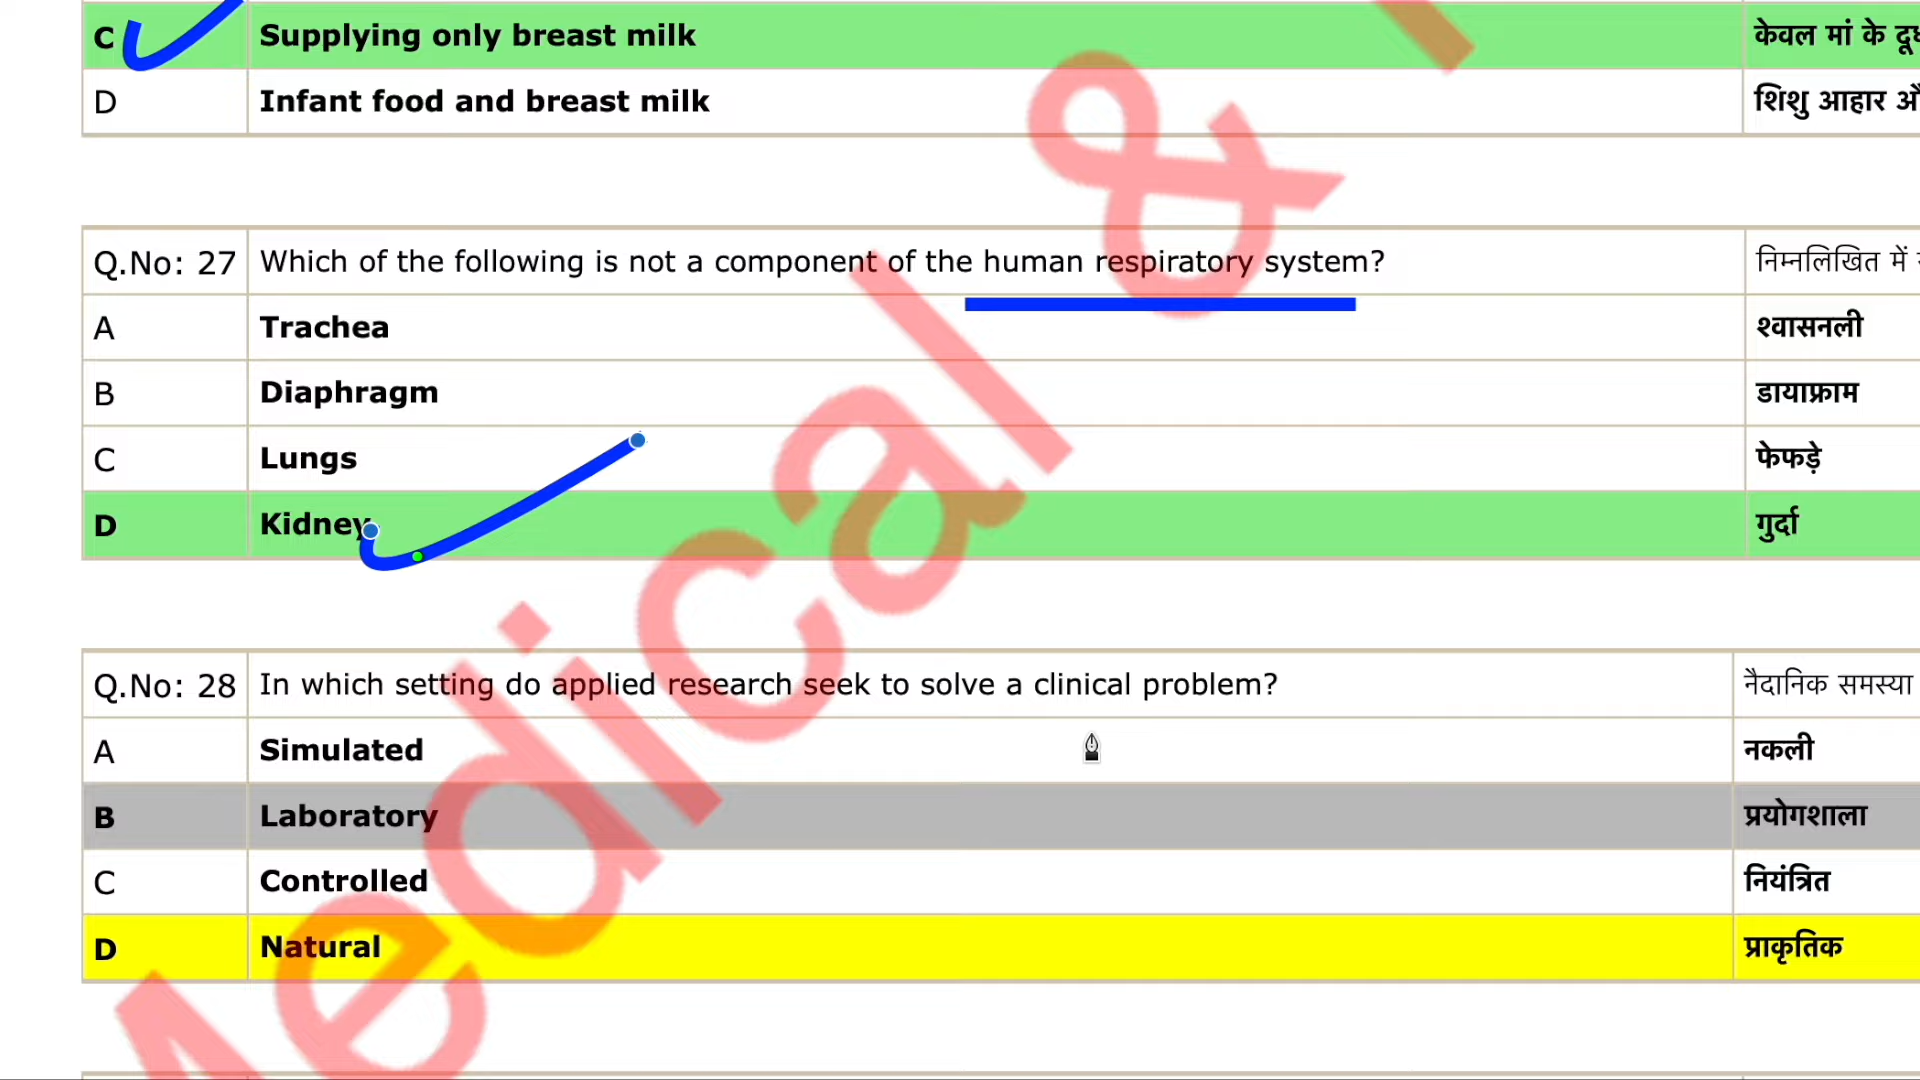 C Supplying only breast milk केवल मां के
D Infant food and breast milk शिशु आहार
Q.No: 27 Which of the following is not a component of the human respiratory system? निम्नलिखित में
A Trachea श्वासनली
B Diaphragm डायाफ्राम
C Lungs फेफड़े
D Kidney गुर्दा
Q.No: 28 In which setting do applied research seek to solve a clinical problem? नैदानिक समस्या
A Simulated नकली
B Laboratory प्रयोगशाला
C Controlled नियंत्रित
D Natural प्राकृतिक
Medical &